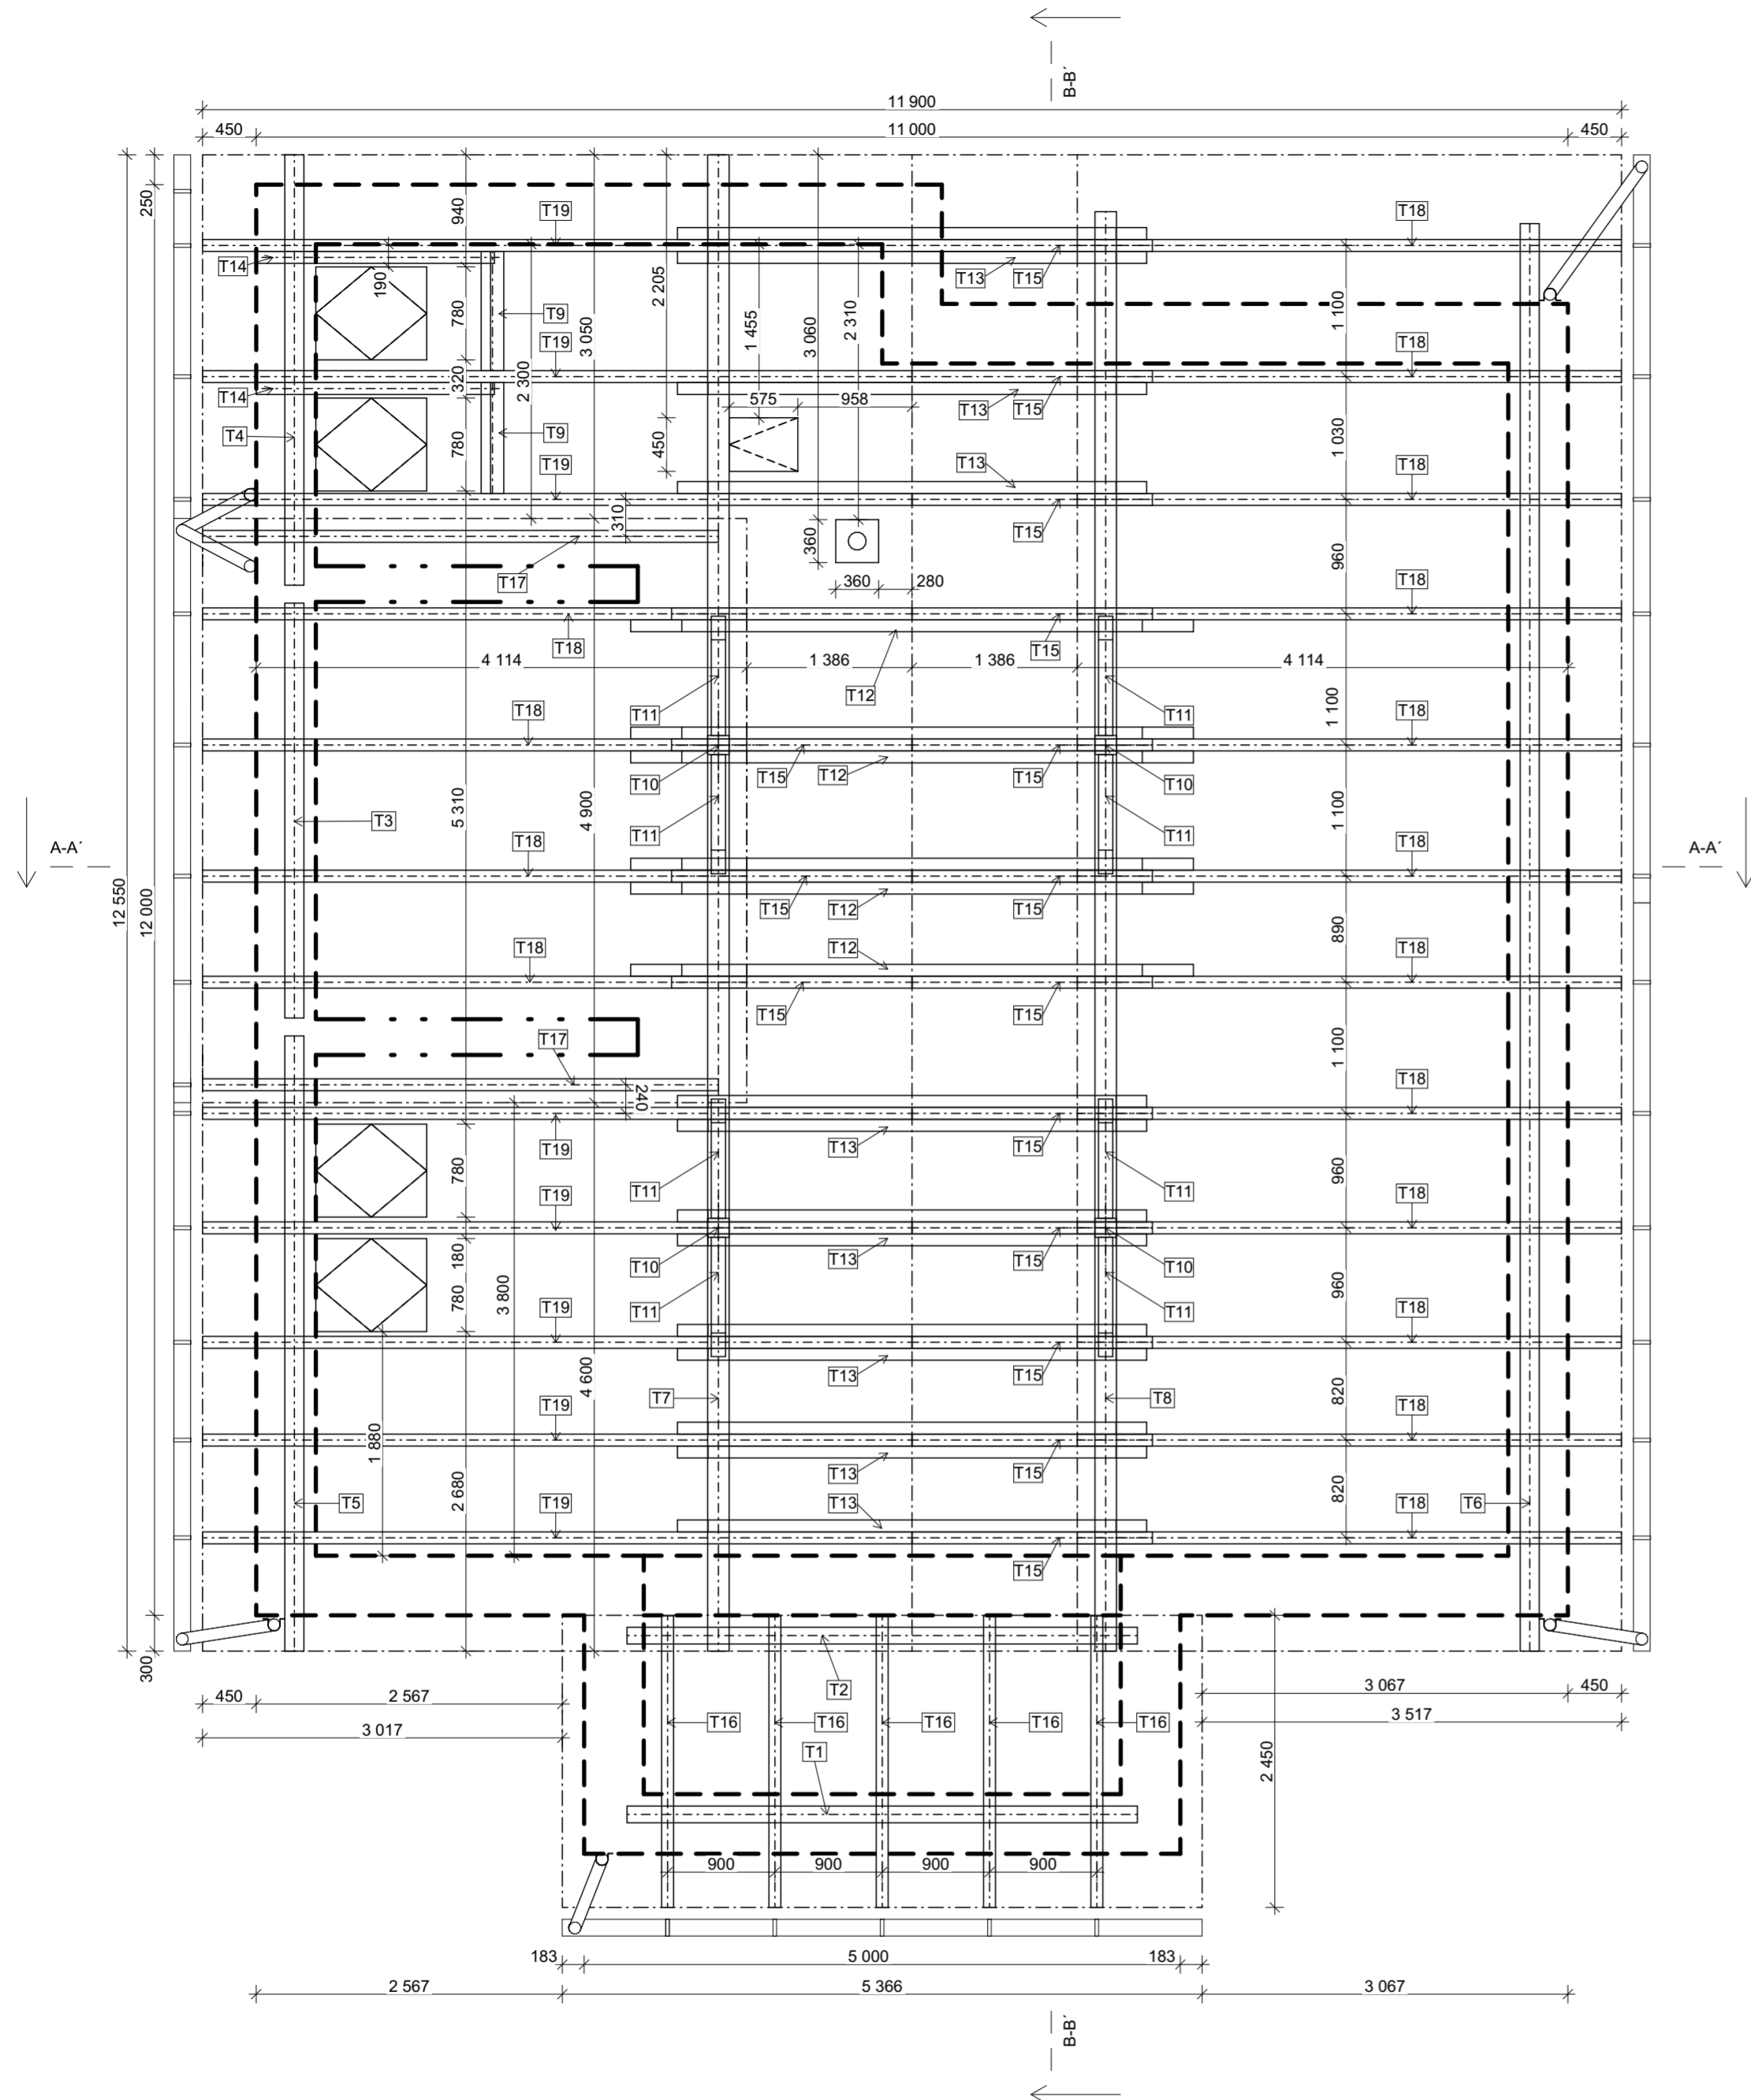 B-B´
11 900
450
11 000
450
250
940
T19
T18
T14
190
2 205
T13
T15
780
T9
3 050
1 455
3 060
2 310
1 100
T19
T18
320
2 300
T14
575
958
T13
T15
T4
T9
450
1 030
780
T19
T13
T18
310
T15
360
960
T17
360
280
T18
T18
T15
4 114
1 386
1 386
4 114
T12
T11
T11
T18
1 100
T18
T15
T12
T10
T10
5 310
4 900
1 100
T3
T11
T11
A-A´
T18
T18
A-A´
12 550
12 000
T15
T12
T15
890
T18
T12
T18
T15
T15
T17
1 100
T18
240
T19
T13
T15
780
960
T11
T11
T19
T18
180
T13
T15
T10
T10
3 800
780
960
T19
T11
T11
T18
4 600
T13
T15
T7
T8
820
T19
T18
1 880
T13
T15
2 680
T5
T19
T13
820
T18
T6
T15
300
T2
450
2 567
3 067
450
3 017
T16
T16
T16
T16
T16
3 517
T1
2 450
900
900
900
900
183
5 000
183
2 567
5 366
3 067
B-B´